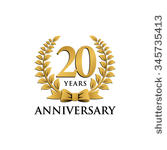 20
YEARS
ANNIVERSARY
shutterstock · 345735413